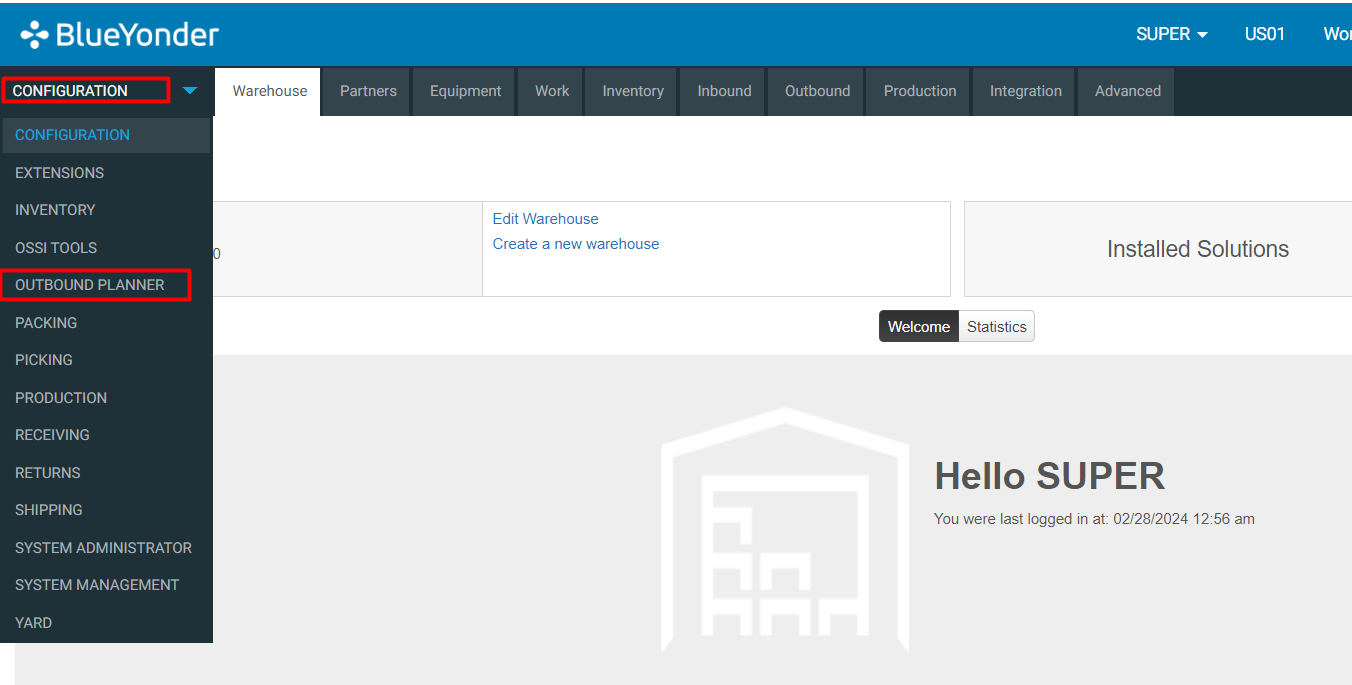 BlueYonder
SUPER
US01
CONFIGURATION
Warehouse
Partners
Equipment
Work
Inventory
Inbound
Outbound
Production
Integration
Advanced
CONFIGURATION
EXTENSIONS
INVENTORY
OSSI TOOLS
OUTBOUND PLANNER
PACKING
PICKING
PRODUCTION
RECEIVING
RETURNS
SHIPPING
SYSTEM ADMINISTRATOR
SYSTEM MANAGEMENT
YARD
0
Edit Warehouse
Create a new warehouse
Installed Solutions
Welcome
Statistics
Hello SUPER
You were last logged in at: 02/28/2024 12:56 am